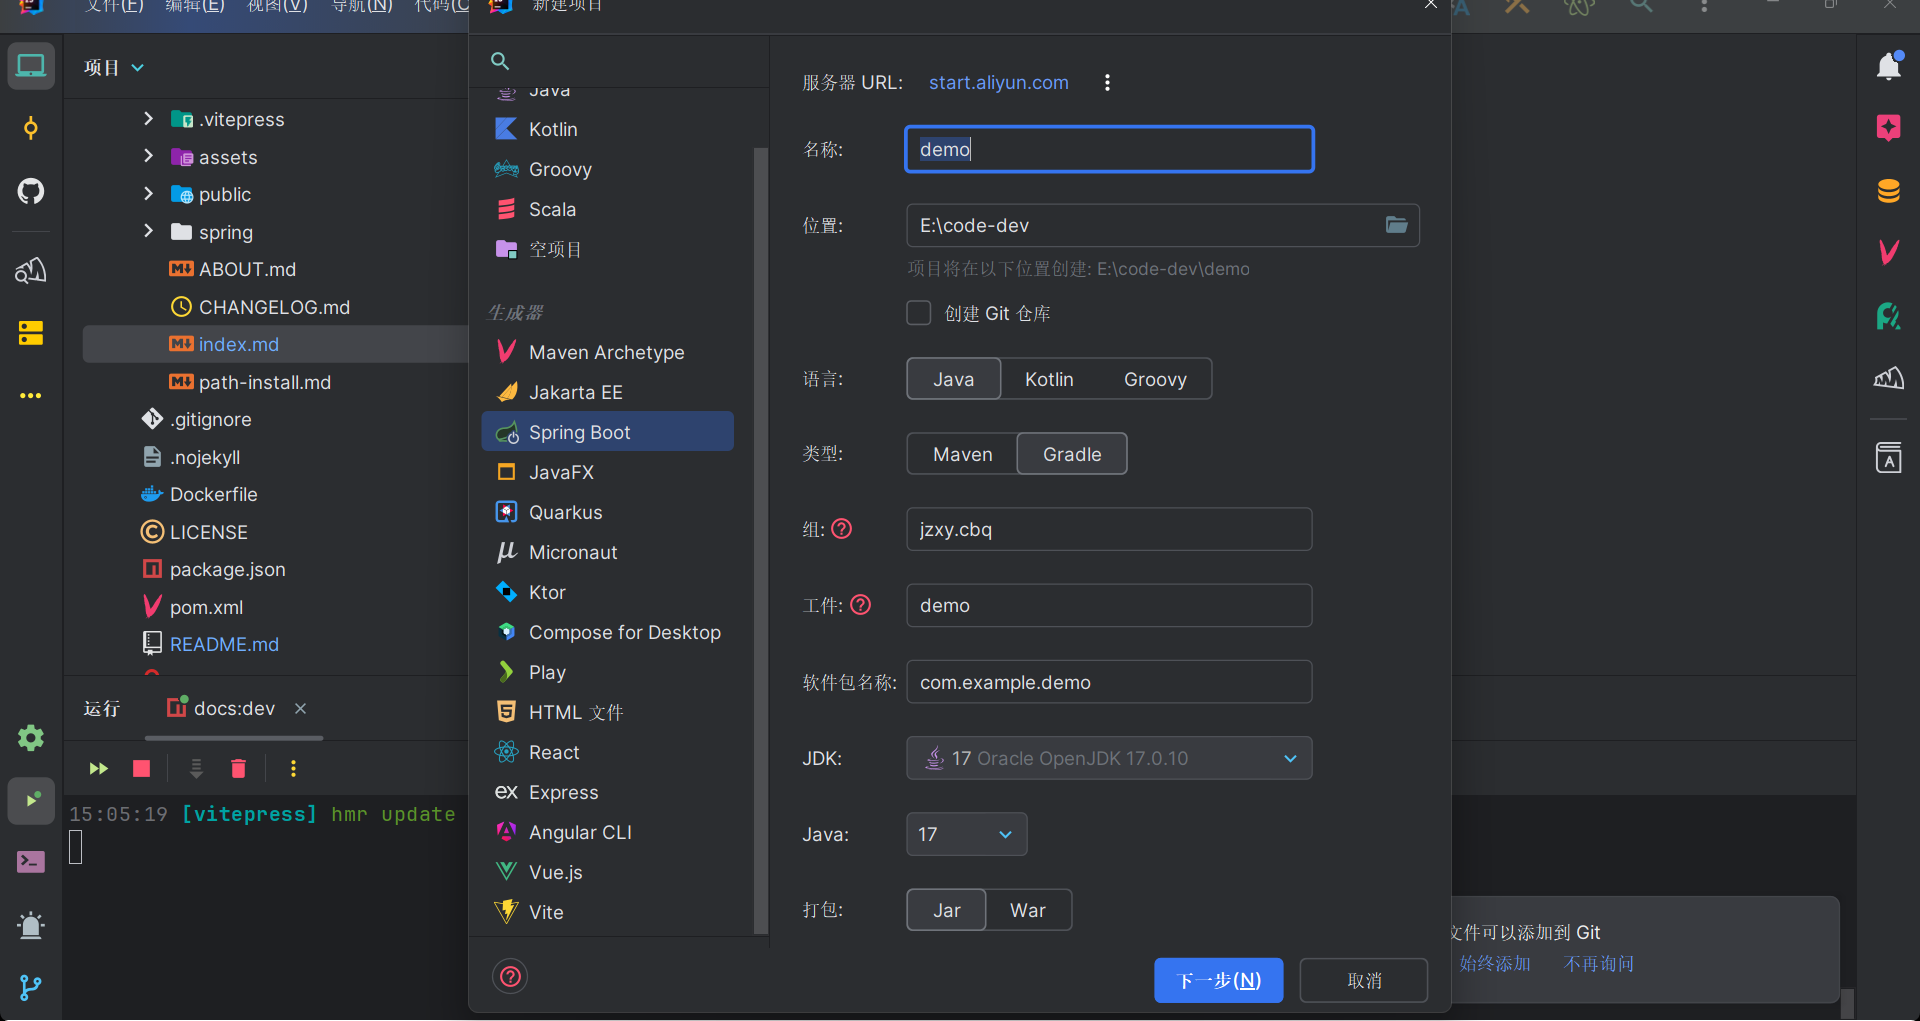 文件(F) 编辑(E) 视图(V) 导航(N) 代码(C
新建项目
项目
.vitepress
assets
public
spring
ABOUT.md
CHANGELOG.md
index.md
path-install.md
.gitignore
.nojekyll
Dockerfile
LICENSE
package.json
pom.xml
README.md
运行 docs:dev
15:05:19 [vitepress] hmr update
Java
Kotlin
Groovy
Scala
空项目
生成器
Maven Archetype
Jakarta EE
Spring Boot
JavaFX
Quarkus
Micronaut
Ktor
Compose for Desktop
Play
HTML 文件
React
Express
Angular CLI
Vue.js
Vite
服务器 URL: start.aliyun.com
名称: demo
位置: E:\code-dev
项目将在以下位置创建: E:\code-dev\demo
创建 Git 仓库
语言: Java Kotlin Groovy
类型: Maven Gradle
组: jzxy.cbq
工件: demo
软件包名称: com.example.demo
JDK: 17 Oracle OpenJDK 17.0.10
Java: 17
打包: Jar War
下一步(N) 取消
文件可以添加到 Git
始终添加 不再询问